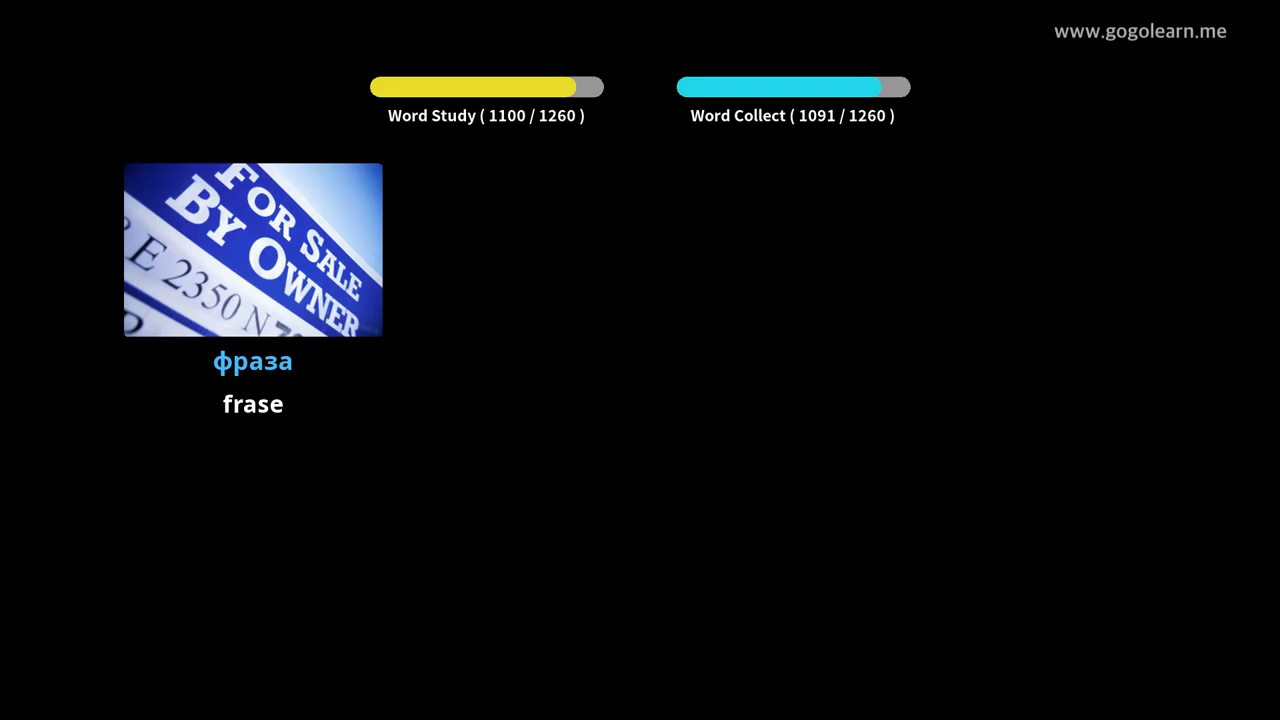 www.gogolearn.me
Word Study ( 1100 / 1260 )
Word Collect ( 1091 / 1260 )
FOR SALE
BY OWNER
E 2350 N
фраза
frase